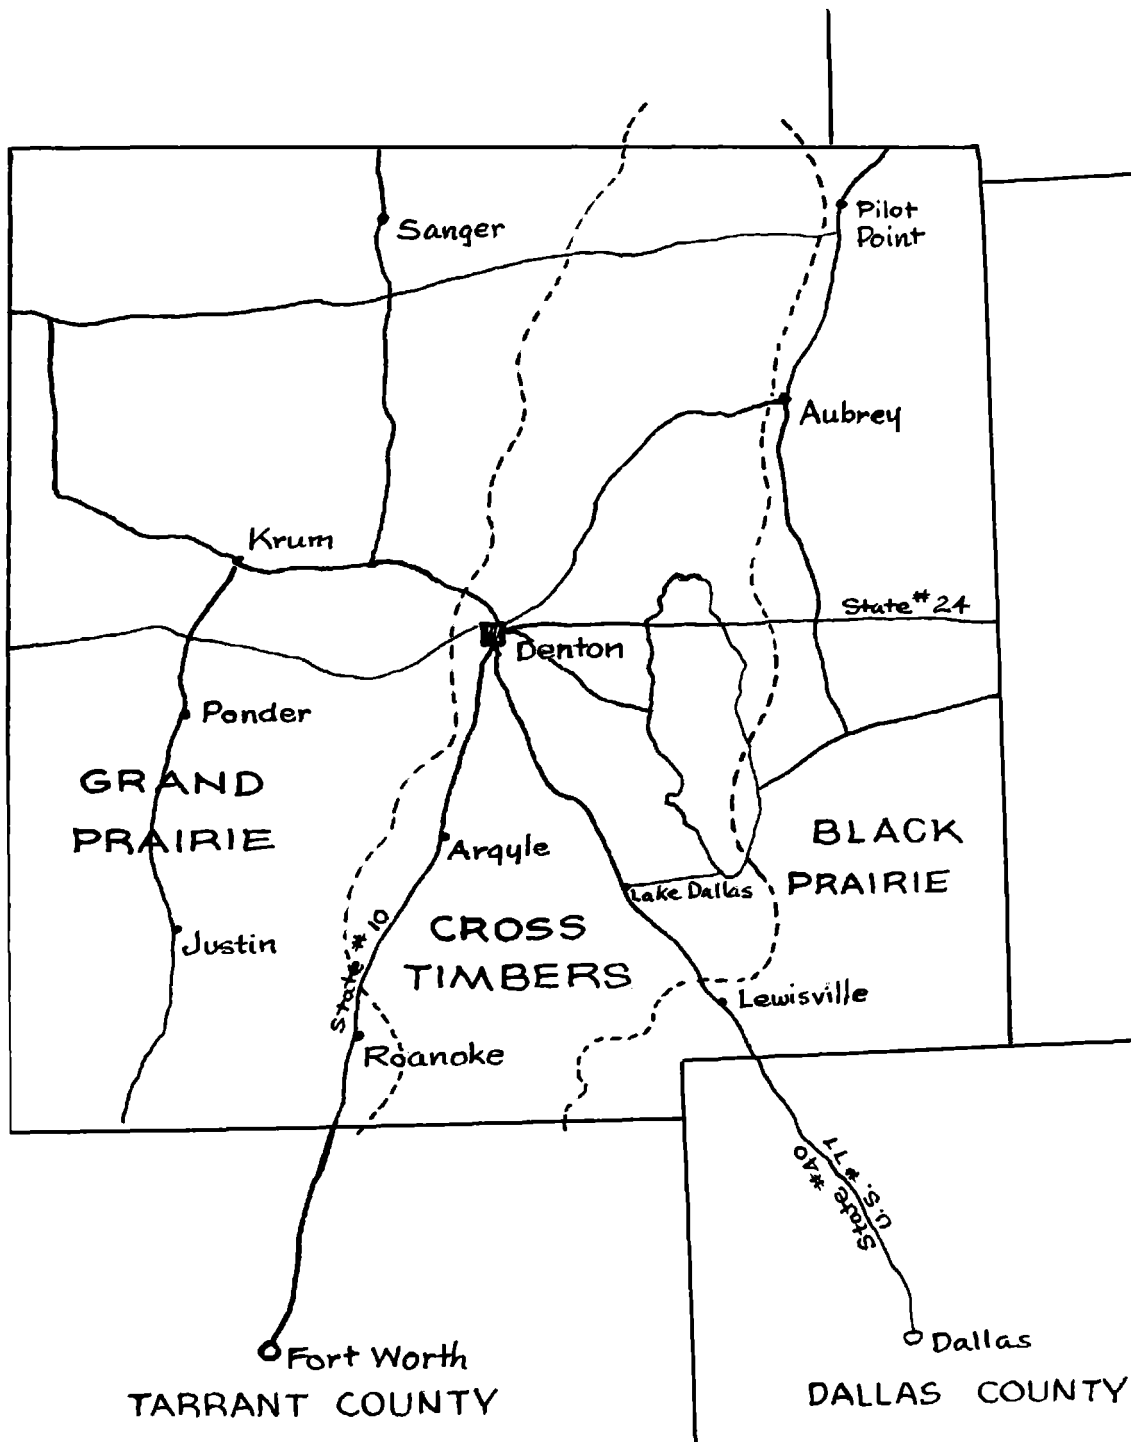 Sanger
Pilot
Point
Aubrey
Krum
State #24
Denton
Ponder
GRAND
PRAIRIE
BLACK
PRAIRIE
Argyle
Lake Dallas
CROSS
TIMBERS
Justin
State #10
Lewisville
Roanoke
State #40
U.S. #77
Fort Worth
TARRANT COUNTY
Dallas
DALLAS COUNTY